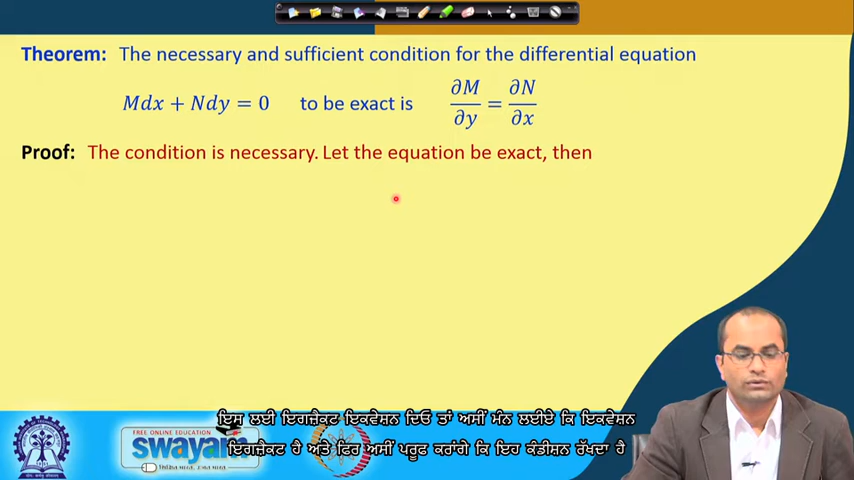 Theorem: The necessary and sufficient condition for the differential equation
Mdx + Ndy = 0 to be exact is ∂M/∂y = ∂N/∂x
Proof: The condition is necessary. Let the equation be exact, then
ਇਸ ਲਈ ਇਗਜ਼ੈਕਟ ਇਕਵੇਸ਼ਨ ਦਿਓ ਤਾਂ ਅਸੀਂ ਮੰਨ ਲਈਏ ਕਿ ਇਕਵੇਸ਼ਨ
ਇਗਜ਼ੈਕਟ ਹੈ ਅਤੇ ਫਿਰ ਅਸੀਂ ਪਰੂਫ ਕਰਾਂਗੇ ਕਿ ਇਹ ਕੰਡੀਸ਼ਨ ਰੱਖਦਾ ਹੈ
FREE ONLINE EDUCATION
swayam